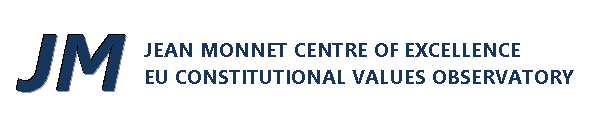 JM
JEAN MONNET CENTRE OF EXCELLENCE
EU CONSTITUTIONAL VALUES OBSERVATORY